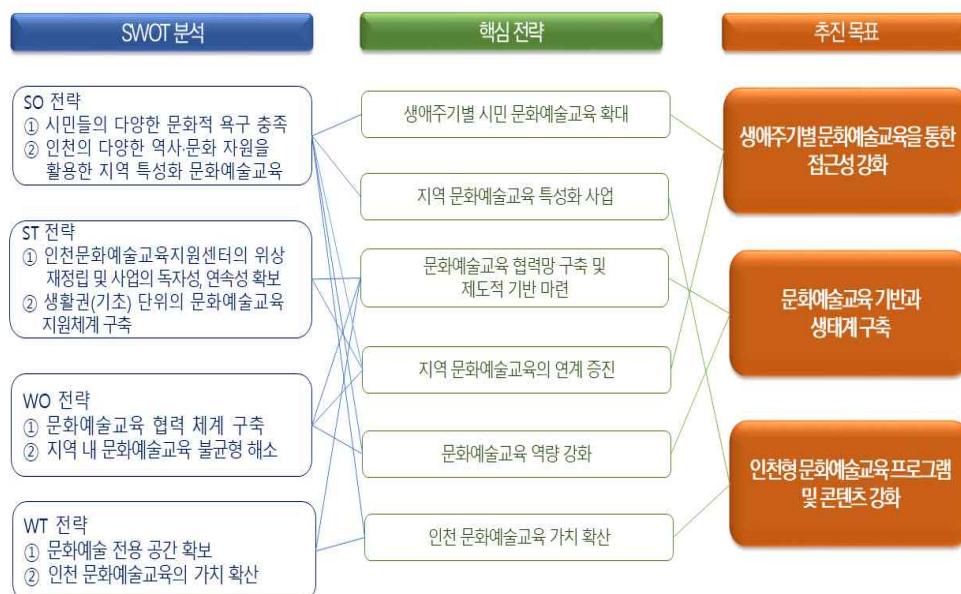 SWOT 분석
SO 전략
① 시민들의 다양한 문화적 욕구 충족
② 인천의 다양한 역사·문화 자원을
활용한 지역 특성화 문화예술교육
ST 전략
① 인천문화예술교육지원센터의 위상
재정립 및 사업의 독자성, 연속성 확보
② 생활권(기초) 단위의 문화예술교육
지원체계 구축
WO 전략
① 문화예술교육 협력 체계 구축
② 지역 내 문화예술교육 불균형 해소
WT 전략
① 문화예술 전용 공간 확보
② 인천 문화예술교육의 가치 확산
핵심 전략
생애주기별 시민 문화예술교육 확대
지역 문화예술교육 특성화 사업
문화예술교육 협력망 구축 및
제도적 기반 마련
지역 문화예술교육의 연계 증진
문화예술교육 역량 강화
인천 문화예술교육 가치 확산
추진 목표
생애주기별 문화예술교육을 통한
접근성 강화
문화예술교육 기반과
생태계 구축
인천형 문화예술교육 프로그램
및 콘텐츠 강화